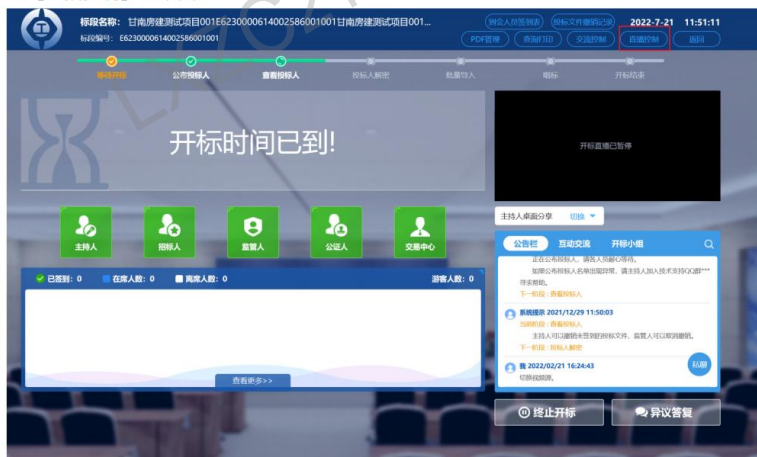 标段名称： 甘南房建测试项目001E6230000614002586001001甘南房建测试项目001...
到会人员签到表
投标文件撤销记录
2022-7-21 11:51:11
标段编号： E6230000614002586001001
PDF管理
查询打印
交流控制
直播控制
返回
等待开标
公布投标人
查看投标人
投标人解密
批量导入
唱标
开标结束
开标时间已到!
开标直播已暂停
主持人桌面分享 切换
主持人
招标人
监管人
公证人
交易中心
公告栏 互动交流 开标小组
正在公布投标人，请各人员耐心等待。
如果公布投标人名单出现异常，请主持人加入技术支持QQ群***
寻求帮助。
下一阶段：查看投标人
已签到：0 在席人数：0 离席人数：0 游客人数：0
系统提示 2021/12/29 11:50:03
当前阶段：查看投标人
主持人可以撤销未签到的投标文件，监管人可以取消撤销。
下一阶段：投标人解密
我 2022/02/21 16:24:43
切换视频源。
私聊
查看更多>>
终止开标
异议答复